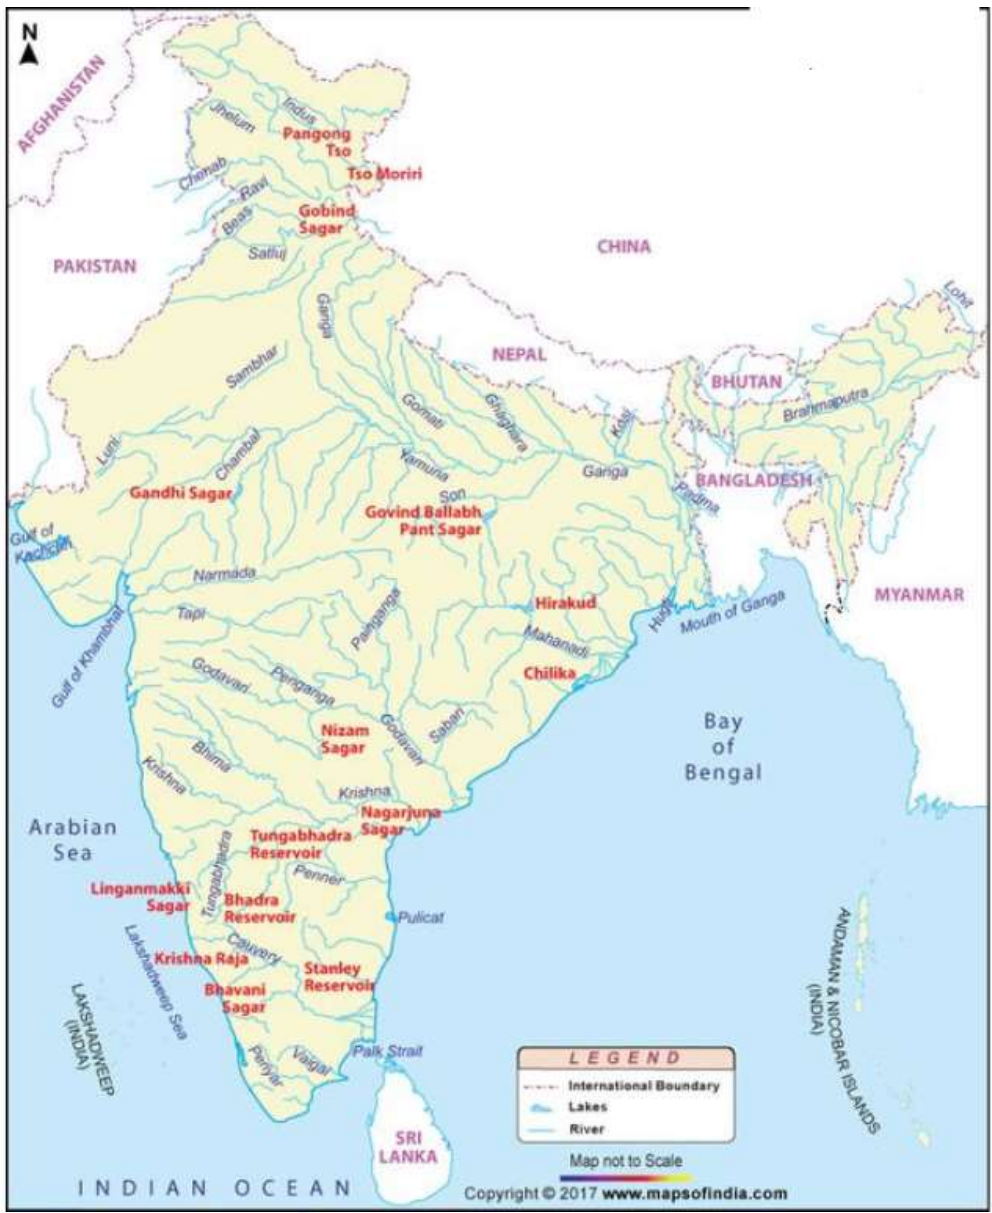 N
AFGHANISTAN
Indus
Jhelum
Pangong
Tso
Chenab
Tso Moriri
Ravi
Beas
Gobind
Sagar
Satluj
CHINA
PAKISTAN
Lohit
Ganga
NEPAL
Sambhar
BHUTAN
Brahmaputra
Gomati
Ghaghara
Kosi
Luni
Chambal
Yamuna
Ganga
BANGLADESH
Padma
Gandhi Sagar
Son
Govind Ballabh
Pant Sagar
Gulf of
Kachchh
Narmada
MYANMAR
Tapi
Painganga
Hirakud
Hugli
Mouth of Ganga
Mahanadi
Gulf of Khambhal
Godavari
Penganga
Chilika
Nizam
Sagar
Godavari
Sabari
Bay
of
Bengal
Bhima
Krishna
Krishna
Nagarjuna
Sagar
Arabian
Sea
Tungabhadra
Reservoir
Tungabhadra
Penner
Linganmakki
Sagar
Bhadra
Reservoir
Pulicat
Lakshadweep Sea
Cauvery
Krishna Raja
Stanley
Reservoir
Bhavani
Sagar
LAKSHADWEEP
(INDIA)
ANDAMAN & NICOBAR ISLANDS
(INDIA)
Periyar
Vaigal
Palk Strait
SRI
LANKA
LEGEND
International Boundary
Lakes
River
Map not to Scale
INDIAN OCEAN
Copyright © 2017 www.mapsofindia.com